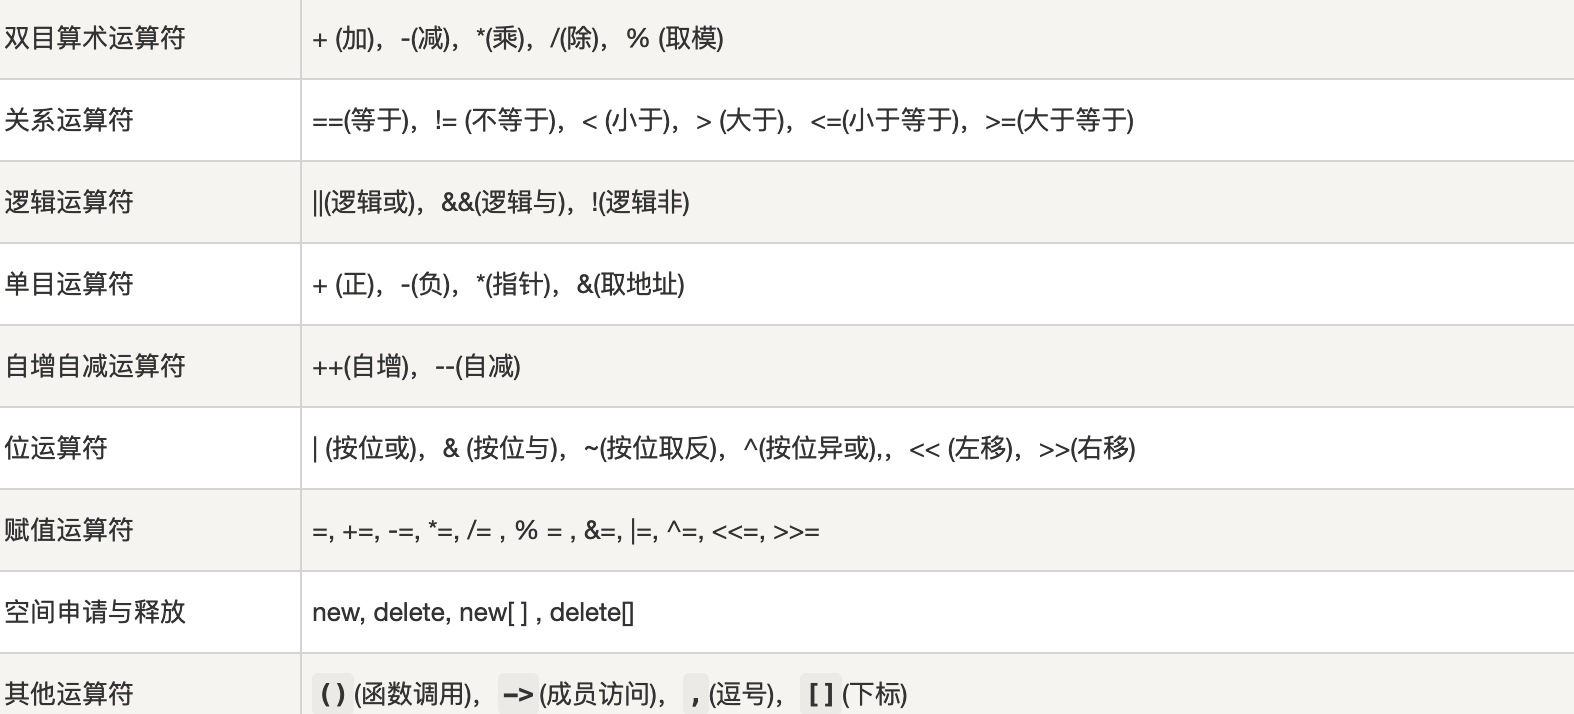 双目算术运算符 + (加)，-(减)，*(乘)，/(除)，% (取模)
关系运算符 ==(等于)，!= (不等于)，< (小于)，> (大于)，<=(小于等于)，>=(大于等于)
逻辑运算符 ||(逻辑或)，&&(逻辑与)，!(逻辑非)
单目运算符 + (正)，-(负)，*(指针)，&(取地址)
自增自减运算符 ++(自增)，--(自减)
位运算符 | (按位或)，& (按位与)，~(按位取反)，^(按位异或),，<< (左移)，>>(右移)
赋值运算符 =, +=, -=, *=, /= , % = , &=, |=, ^=, <<=, >>=
空间申请与释放 new, delete, new[ ] , delete[]
其他运算符 ()(函数调用)，->(成员访问)，,(逗号)，[](下标)